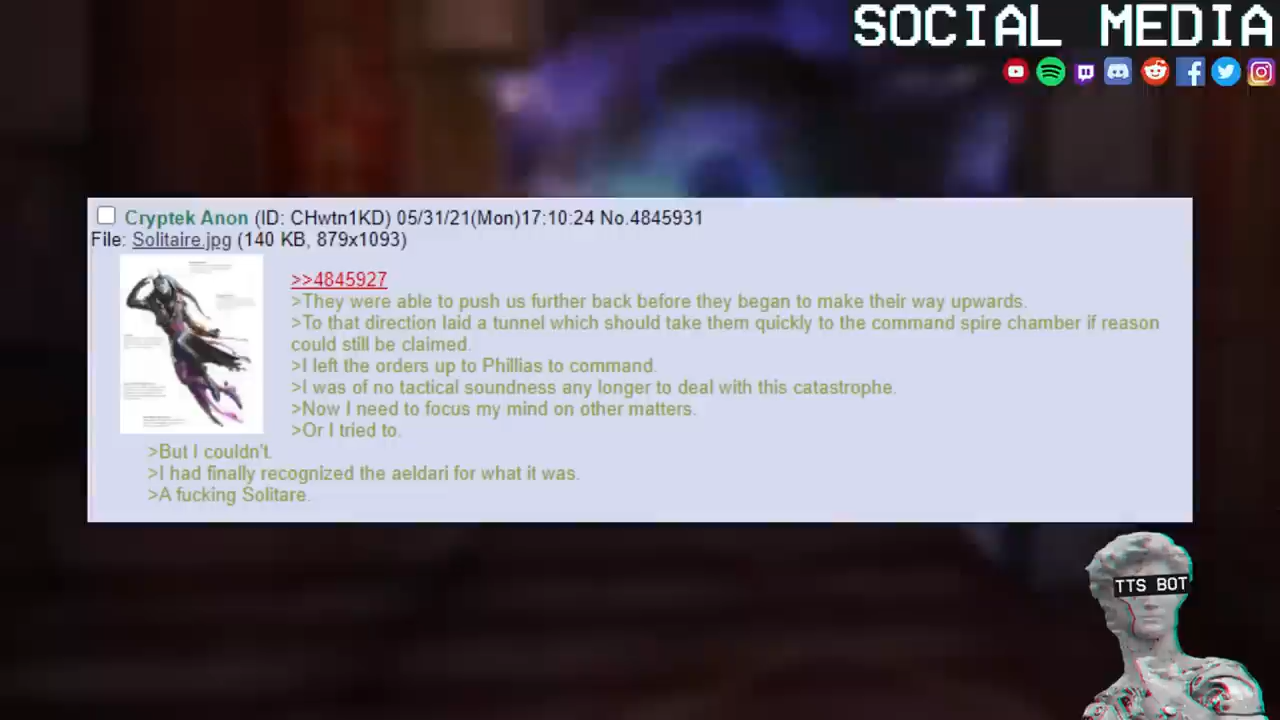 SOCIAL MEDIA
Cryptek Anon (ID: CHwtn1KD) 05/31/21(Mon)17:10:24 No.4845931
File: Solitaire.jpg (140 KB, 879x1093)
>>4845927
>They were able to push us further back before they began to make their way upwards.
>To that direction laid a tunnel which should take them quickly to the command spire chamber if reason
could still be claimed.
>I left the orders up to Phillias to command.
>I was of no tactical soundness any longer to deal with this catastrophe.
>Now I need to focus my mind on other matters.
>Or I tried to.
>But I couldn't.
>I had finally recognized the aeldari for what it was.
>A fucking Solitare.
TTS BOT